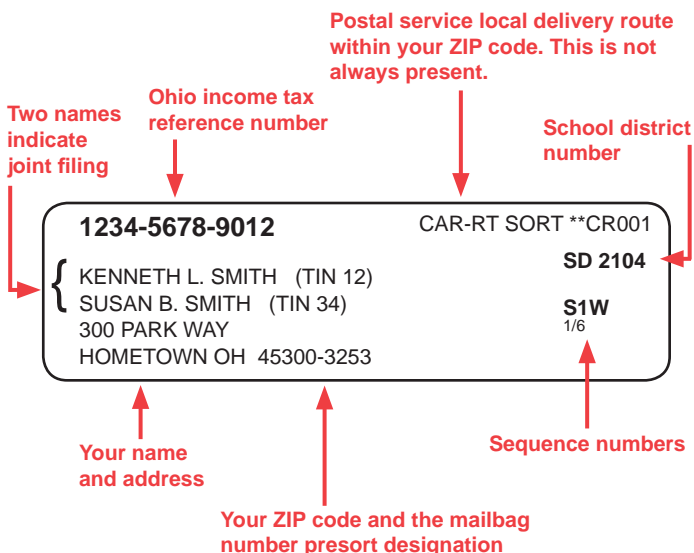 Postal service local delivery route
within your ZIP code. This is not
always present.
Two names
indicate
joint filing
Ohio income tax
reference number
School district
number
1234-5678-9012
CAR-RT SORT **CR001
SD 2104
{
KENNETH L. SMITH (TIN 12)
SUSAN B. SMITH (TIN 34)
300 PARK WAY
HOMETOWN OH 45300-3253
S1W
1/6
Your name
and address
Sequence numbers
Your ZIP code and the mailbag
number presort designation